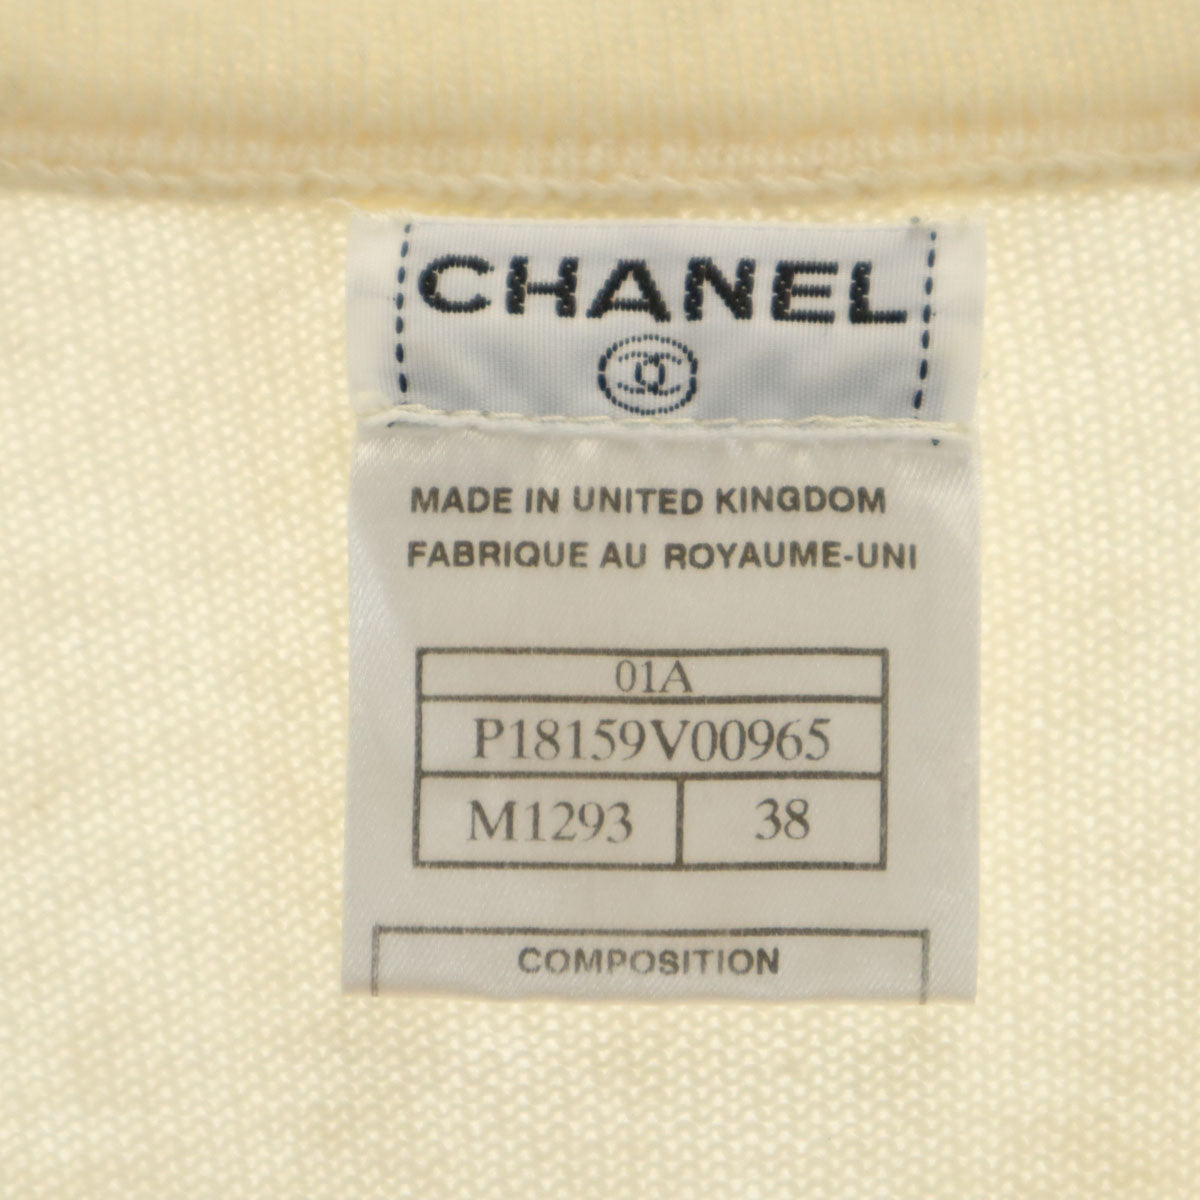 CHANEL
MADE IN UNITED KINGDOM
FABRIQUE AU ROYAUME-UNI
01A
P18159V00965
M1293 38
COMPOSITION